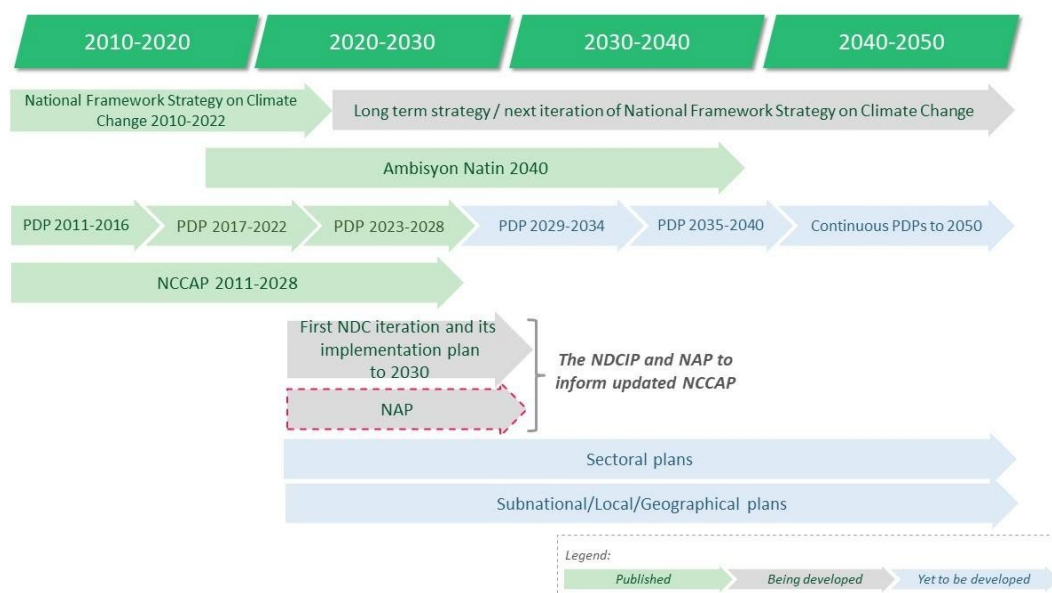 2010-2020
2020-2030
2030-2040
2040-2050
National Framework Strategy on Climate
Change 2010-2022
Long term strategy / next iteration of National Framework Strategy on Climate Change
Ambisyon Natin 2040
PDP 2011-2016
PDP 2017-2022
PDP 2023-2028
PDP 2029-2034
PDP 2035-2040
Continuous PDPs to 2050
NCCAP 2011-2028
First NDC iteration and its
implementation plan
to 2030
The NDCIP and NAP to
inform updated NCCAP
NAP
Sectoral plans
Subnational/Local/Geographical plans
Legend:
Published
Being developed
Yet to be developed